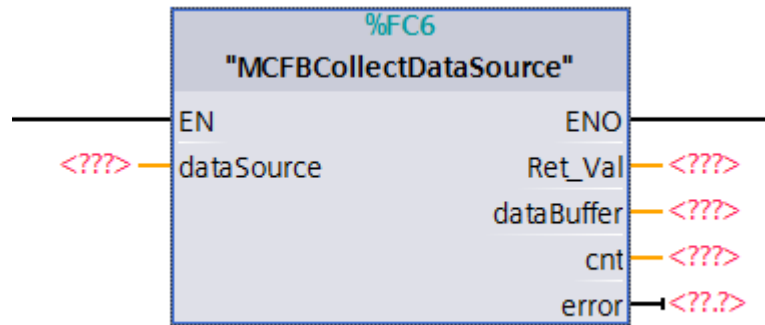 %FC6
"MCFBCollectDataSource"
EN ENO
<???> dataSource Ret_Val <???>
dataBuffer <???>
cnt <???>
error <??.?>